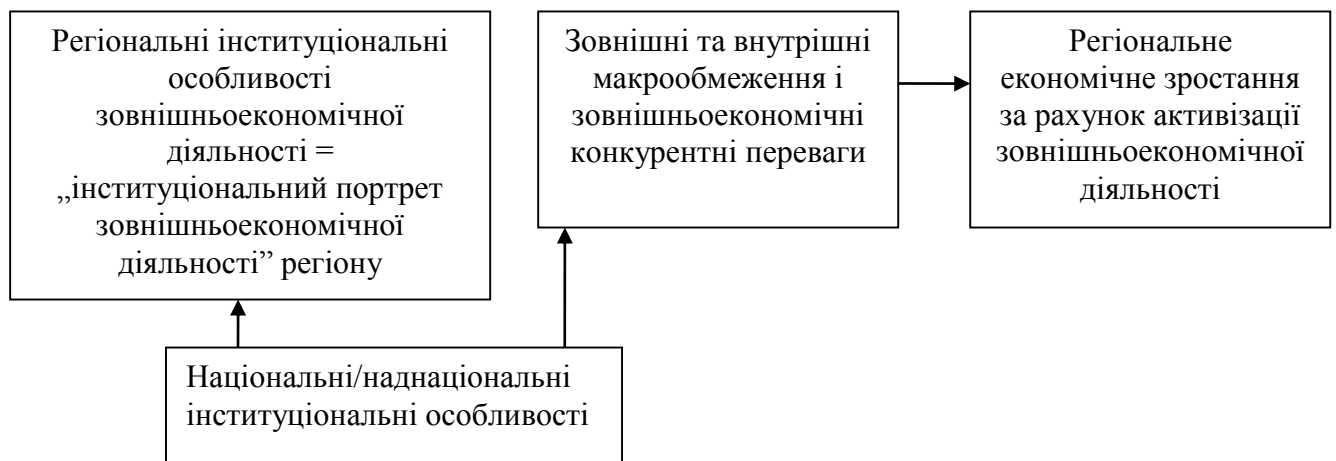 Регіональні інституціональні
особливості
зовнішньоекономічної
діяльності =
„інституціональний портрет
зовнішньоекономічної
діяльності” регіону
Зовнішні та внутрішні
макрообмеження і
зовнішньоекономічні
конкурентні переваги
Регіональне
економічне зростання
за рахунок активізації
зовнішньоекономічної
діяльності
Національні/наднаціональні
інституціональні особливості